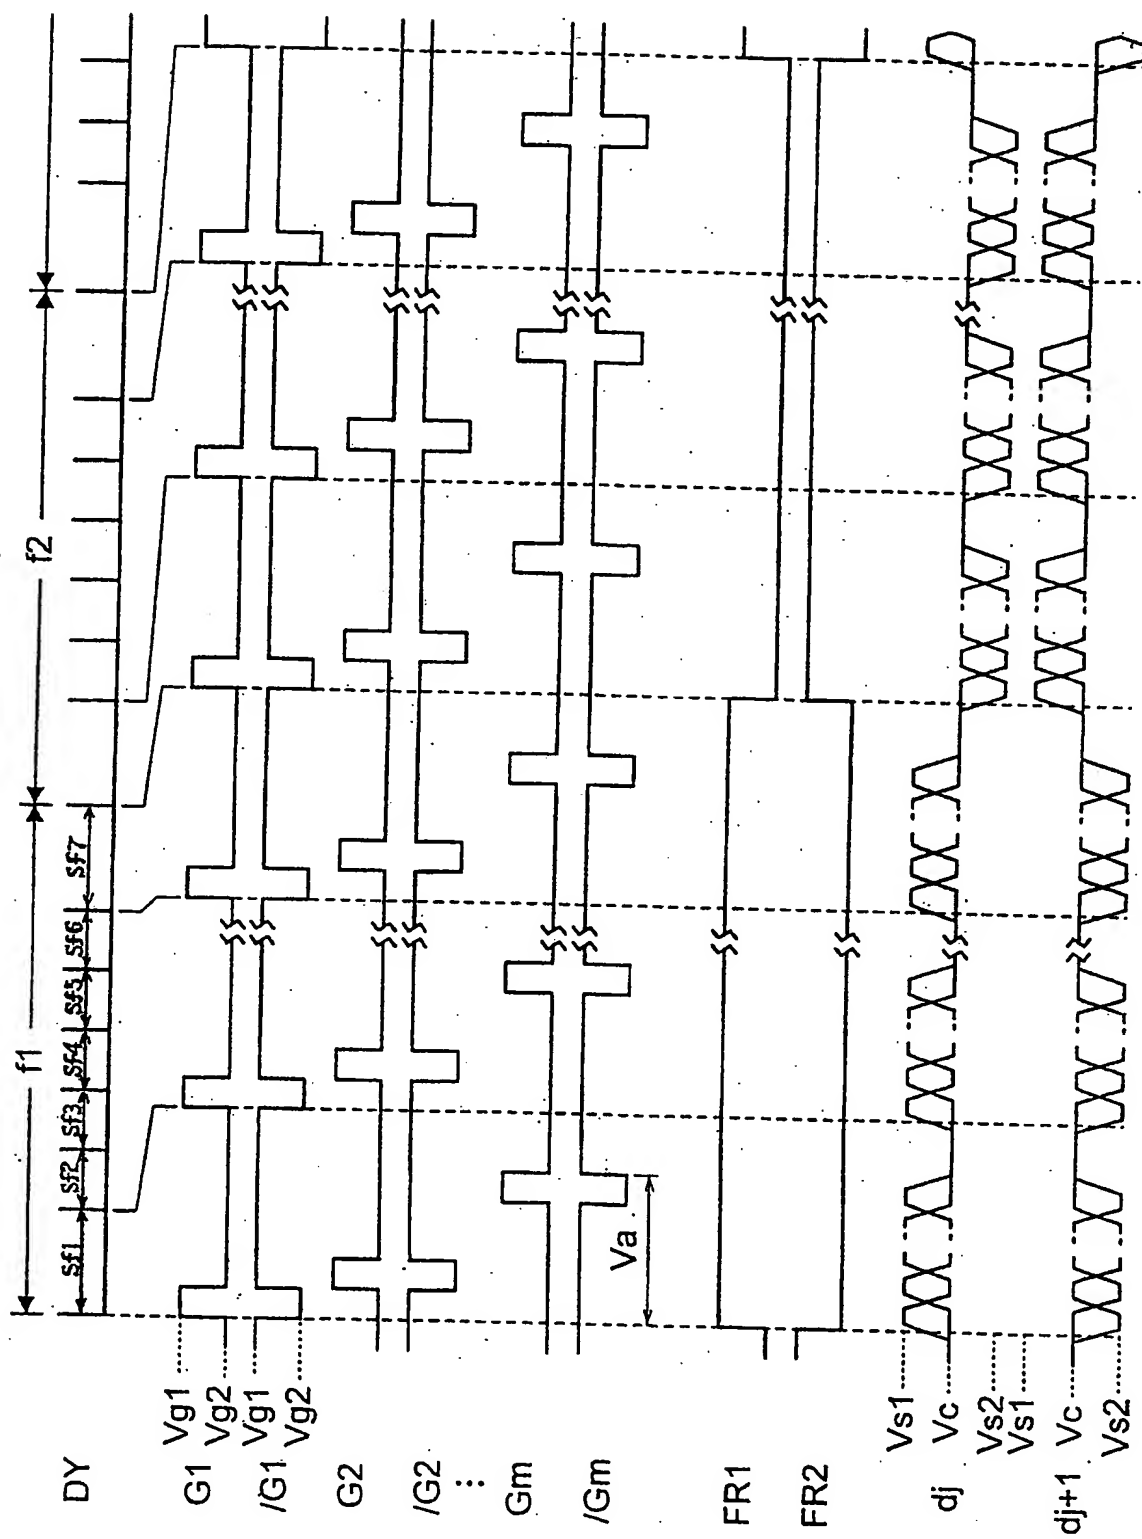 f1
f2
Sf1
Sf2
Sf3
Sf4
Sf5
Sf6
Sf7
DY
Vg1
G1
Vg2
Vg1
/G1
Vg2
G2
/G2
⋮
Gm
/Gm
Va
FR1
FR2
Vs1
dj
Vc
Vs2
Vs1
dj+1
Vc
Vs2